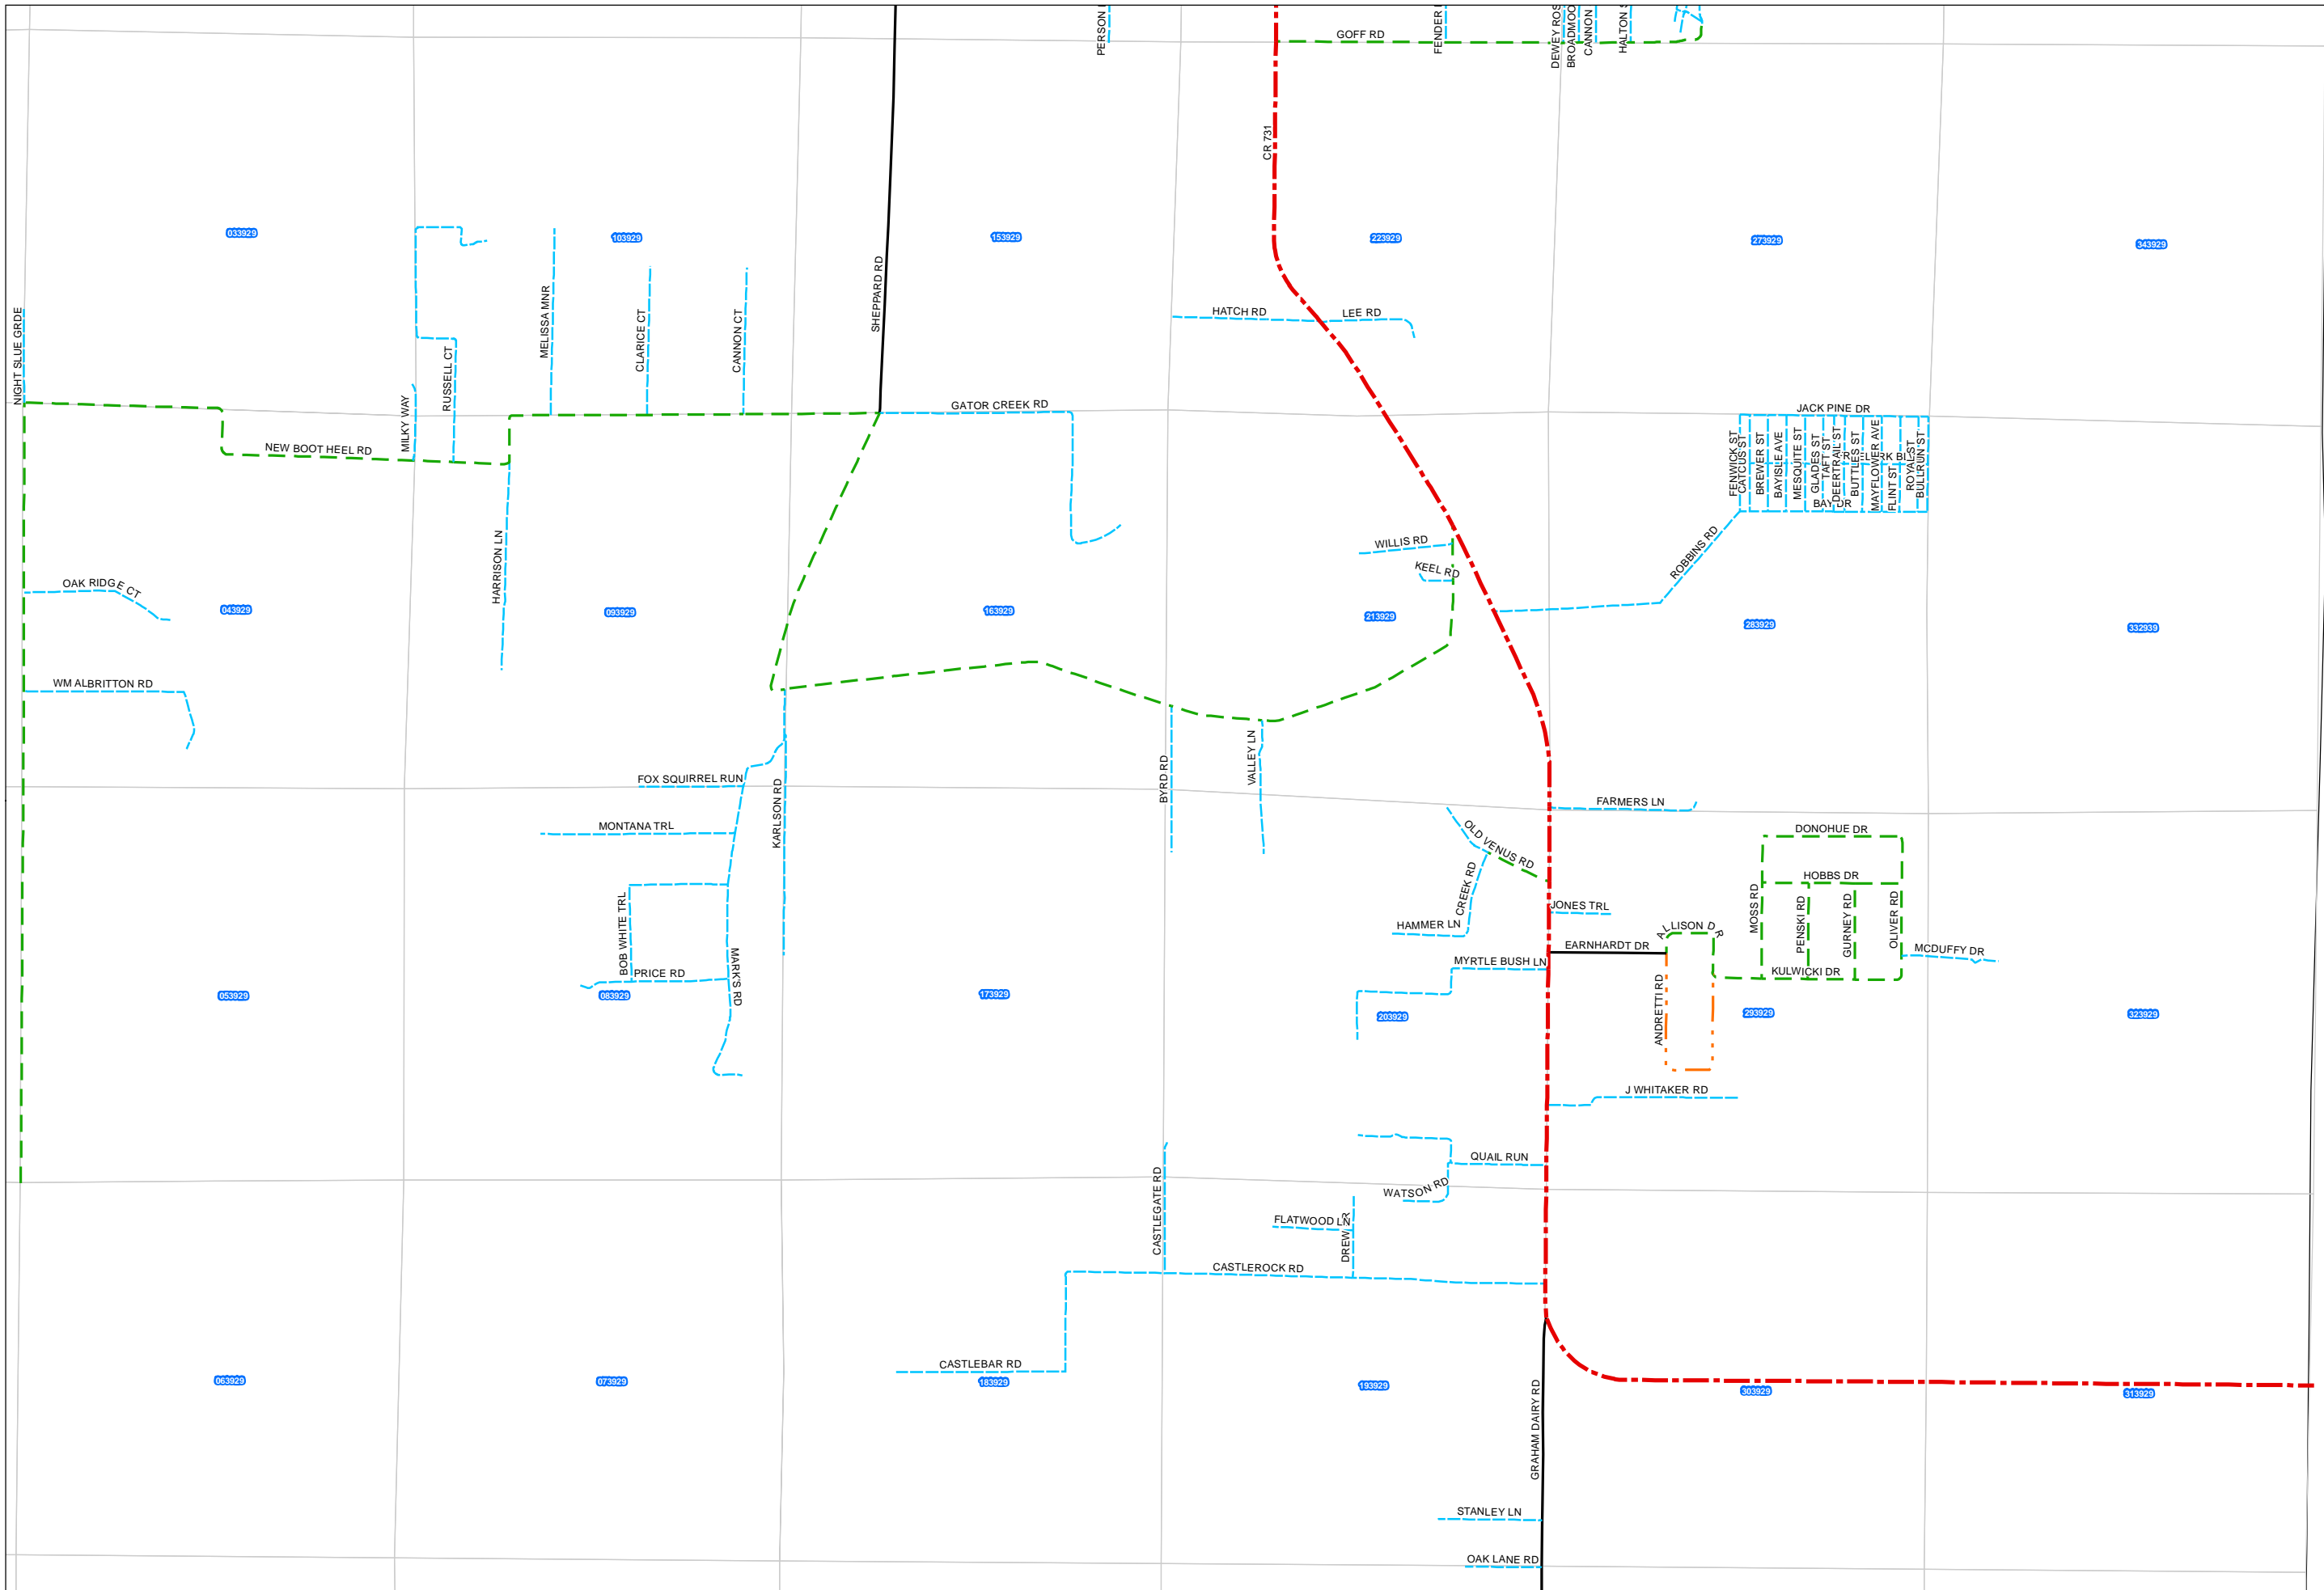 PERSON
FENDER
DEWEY ROS
BROADMOO
CANNON
HALTON S
GOFF RD
CR 731
033929
103929
153929
223929
273929
343929
SHEPPARD RD
NIGHT SLUE GRDE
MELISSA MNR
CLARICE CT
CANNON CT
HATCH RD
LEE RD
RUSSELL CT
MILKY WAY
GATOR CREEK RD
JACK PINE DR
NEW BOOT HEEL RD
FENWICK ST
CATCUS ST
BREWER ST
BAYISLE AVE
MESQUITE ST
GLADES ST
TAFT ST
DEERTRAIL ST
BUTTLES ST
MAYFLOWER AVE
FLINT ST
ROYAL ST
BULLRUN ST
BAY DR
HARRISON LN
WILLIS RD
KEEL RD
ROBBINS RD
OAK RIDGE CT
043929
093929
163929
213929
283929
332939
WM ALBRITTON RD
BYRD RD
VALLEY LN
FOX SQUIRREL RUN
KARLSON RD
MONTANA TRL
FARMERS LN
OLD VENUS RD
DONOHUE DR
CREEK RD
HOBBS DR
MOSS RD
PENSKI RD
GURNEY RD
OLIVER RD
BOB WHITE TRL
HAMMER LN
JONES TRL
ALLISON DR
EARNHARDT DR
MCDUFFY DR
MYRTLE BUSH LN
PRICE RD
MARKS RD
KULWICKI DR
ANDRETTI RD
053929
083929
173929
203929
293929
323929
J WHITAKER RD
QUAIL RUN
WATSON RD
CASTLEGATE RD
FLATWOOD LN
DREW
CASTLEROCK RD
CASTLEBAR RD
063929
073929
183929
193929
303929
313929
GRAHAM DAIRY RD
STANLEY LN
OAK LANE RD